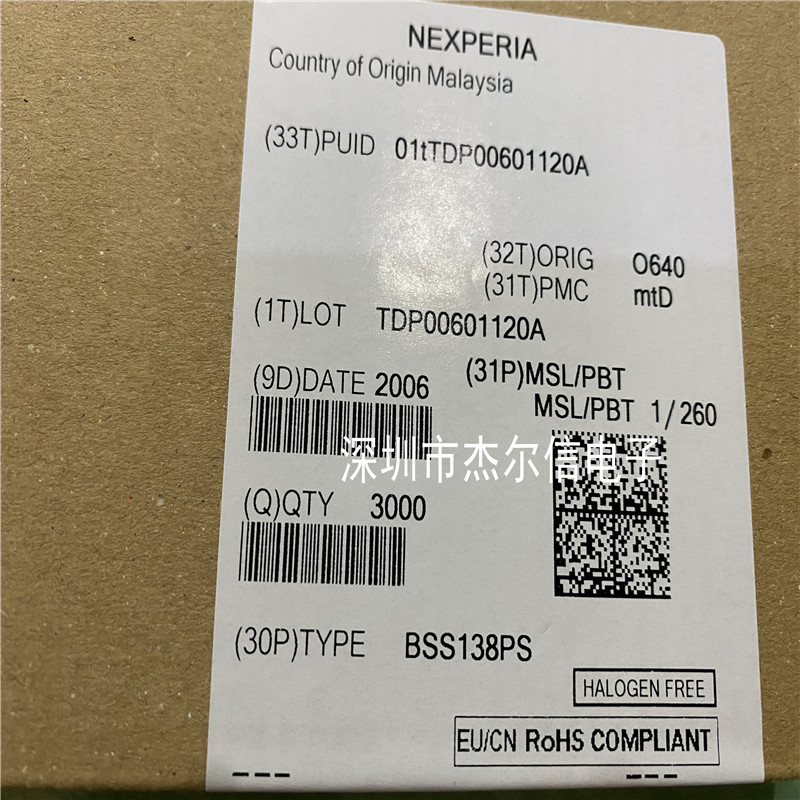 NEXPERIA
Country of Origin Malaysia
(33T)PUID 01tTDP00601120A
(32T)ORIG O640
(31T)PMC mtD
(1T)LOT TDP00601120A
(9D)DATE 2006
(31P)MSL/PBT
MSL/PBT 1/260
深圳市杰尔信电子
(Q)QTY 3000
(30P)TYPE BSS138PS
HALOGEN FREE
EU/CN RoHS COMPLIANT